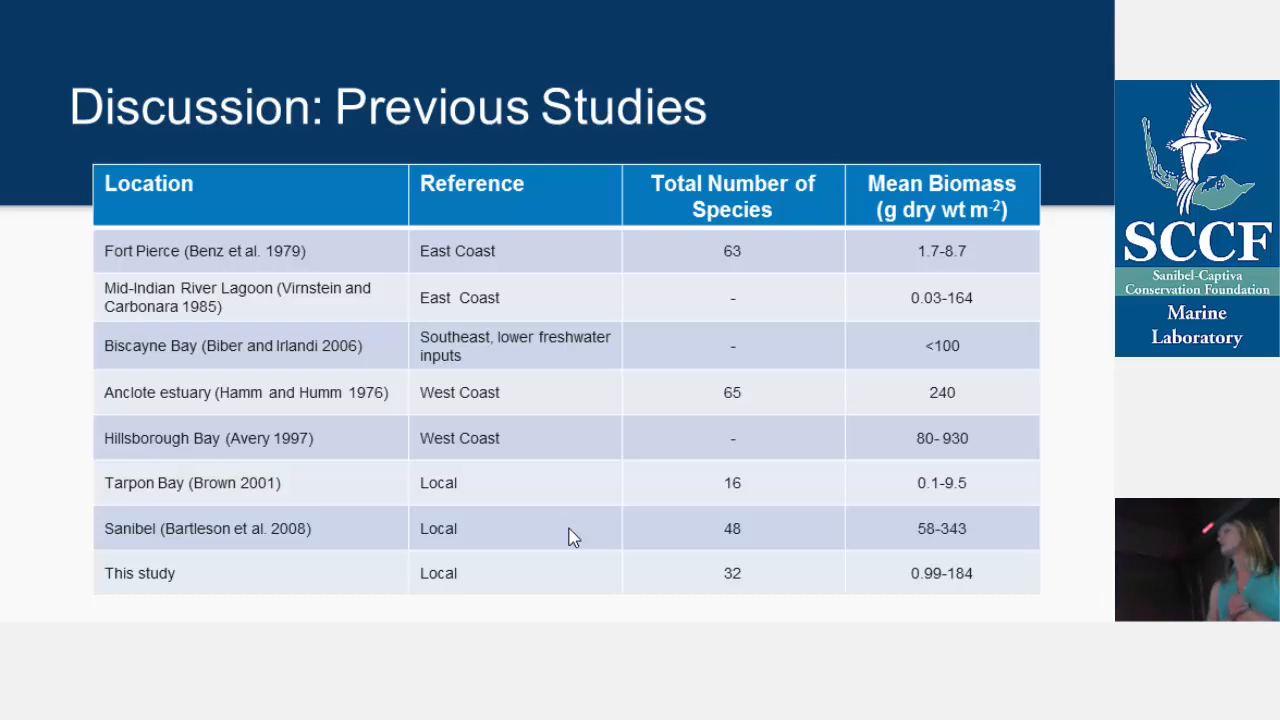 Discussion: Previous Studies
Location Reference Total Number of Species Mean Biomass (g dry wt m-2)
Fort Pierce (Benz et al. 1979) East Coast 63 1.7-8.7
Mid-Indian River Lagoon (Virnstein and Carbonara 1985) East Coast - 0.03-164
Biscayne Bay (Biber and Irlandi 2006) Southeast, lower freshwater inputs - <100
Anclote estuary (Hamm and Humm 1976) West Coast 65 240
Hillsborough Bay (Avery 1997) West Coast - 80- 930
Tarpon Bay (Brown 2001) Local 16 0.1-9.5
Sanibel (Bartleson et al. 2008) Local 48 58-343
This study Local 32 0.99-184
SCCF
Sanibel-Captiva
Conservation Foundation
Marine
Laboratory